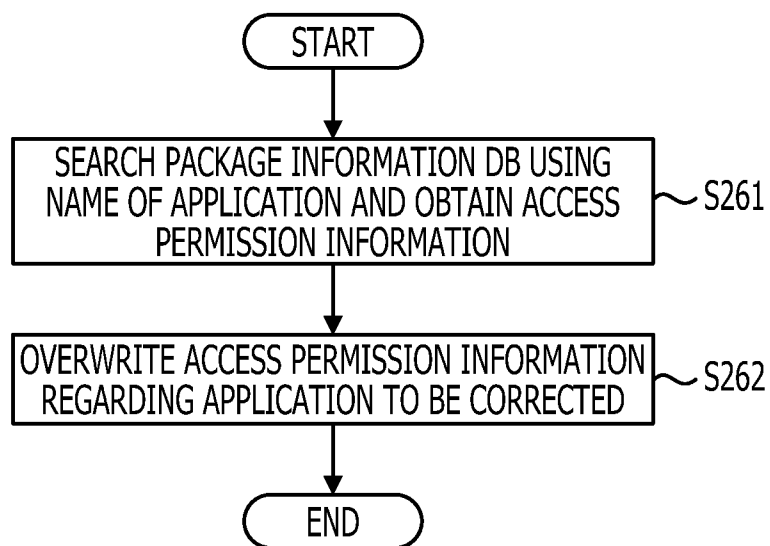 START
SEARCH PACKAGE INFORMATION DB USING
NAME OF APPLICATION AND OBTAIN ACCESS
PERMISSION INFORMATION
S261
OVERWRITE ACCESS PERMISSION INFORMATION
REGARDING APPLICATION TO BE CORRECTED
S262
END